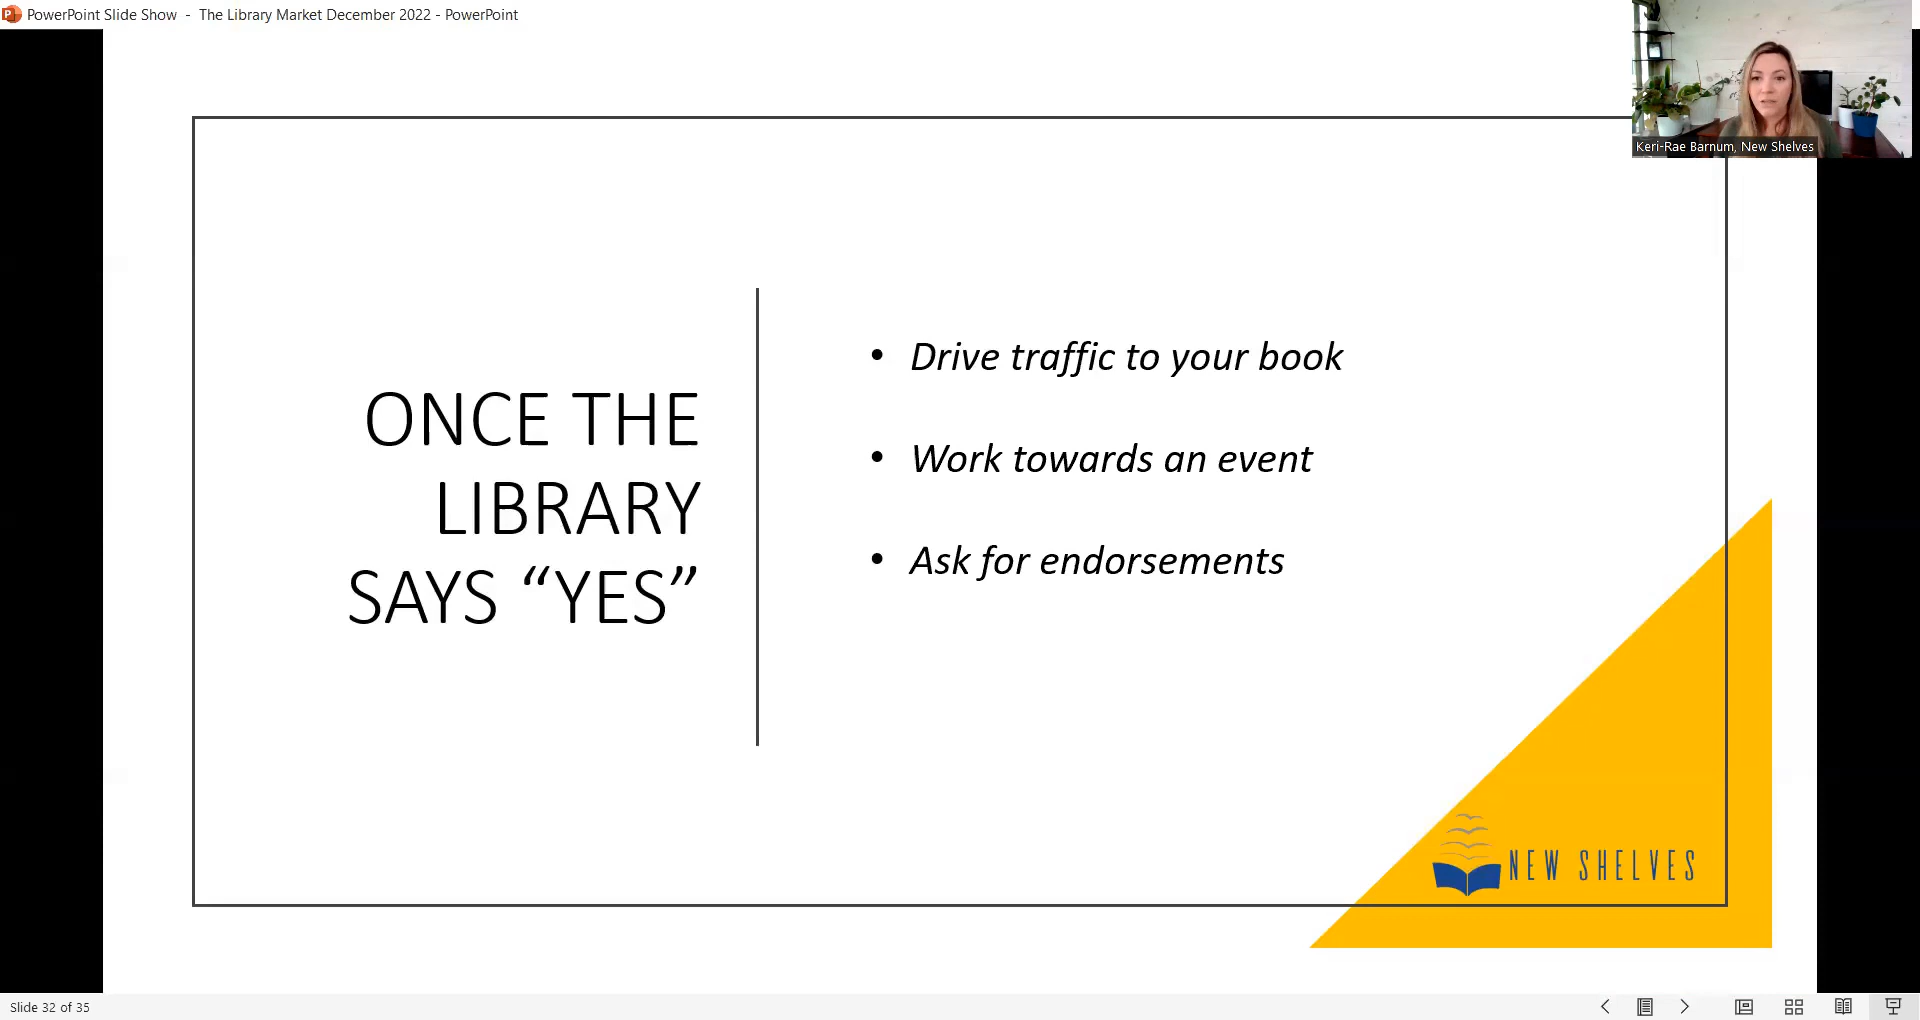 PowerPoint Slide Show - The Library Market December 2022 - PowerPoint
Keri-Rae Barnum, New Shelves
ONCE THE
LIBRARY
SAYS “YES”
• Drive traffic to your book
• Work towards an event
• Ask for endorsements
NEW SHELVES
Slide 32 of 35